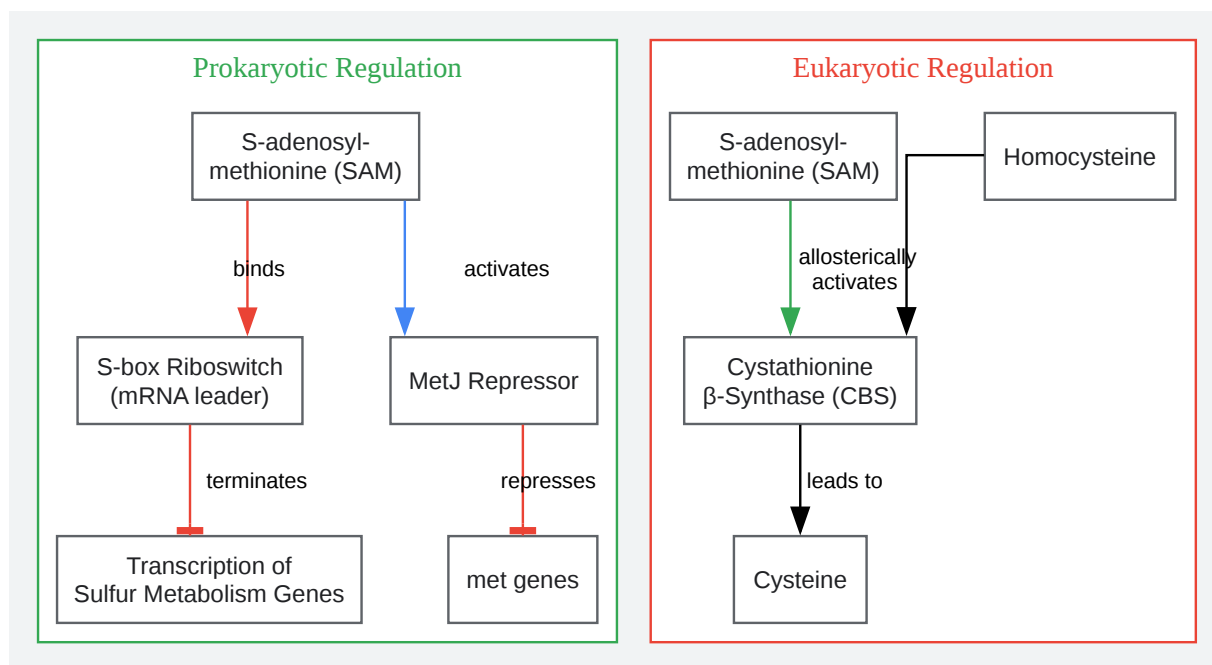 Prokaryotic Regulation
S-adenosyl-
methionine (SAM)
binds
activates
S-box Riboswitch
(mRNA leader)
MetJ Repressor
terminates
represses
Transcription of
Sulfur Metabolism Genes
met genes
Eukaryotic Regulation
S-adenosyl-
methionine (SAM)
Homocysteine
allosterically
activates
Cystathionine
β-Synthase (CBS)
leads to
Cysteine